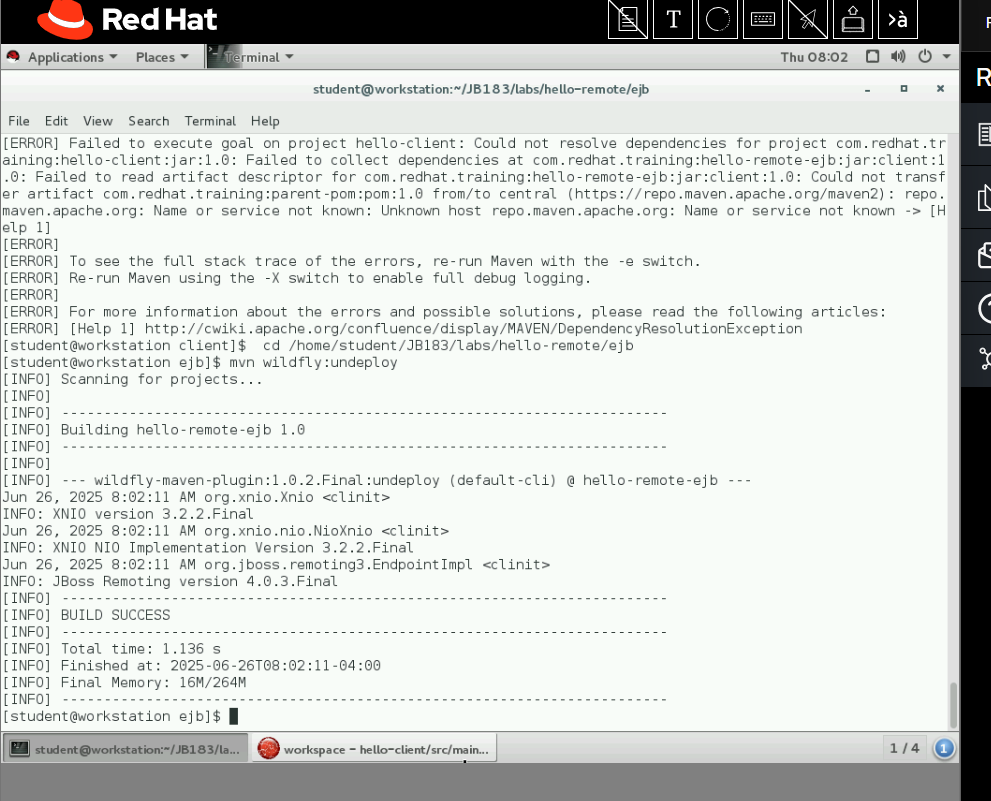 Red Hat
T
>à
R
Applications Places Terminal Thu 08:02
student@workstation:~/JB183/labs/hello-remote/ejb
File Edit View Search Terminal Help
[ERROR] Failed to execute goal on project hello-client: Could not resolve dependencies for project com.redhat.tr
aining:hello-client:jar:1.0: Failed to collect dependencies at com.redhat.training:hello-remote-ejb:jar:client:1
.0: Failed to read artifact descriptor for com.redhat.training:hello-remote-ejb:jar:client:1.0: Could not transf
er artifact com.redhat.training:parent-pom:pom:1.0 from/to central (https://repo.maven.apache.org/maven2): repo.
maven.apache.org: Name or service not known: Unknown host repo.maven.apache.org: Name or service not known -> [H
elp 1]
[ERROR]
[ERROR] To see the full stack trace of the errors, re-run Maven with the -e switch.
[ERROR] Re-run Maven using the -X switch to enable full debug logging.
[ERROR]
[ERROR] For more information about the errors and possible solutions, please read the following articles:
[ERROR] [Help 1] http://cwiki.apache.org/confluence/display/MAVEN/DependencyResolutionException
[student@workstation client]$  cd /home/student/JB183/labs/hello-remote/ejb
[student@workstation ejb]$ mvn wildfly:undeploy
[INFO] Scanning for projects...
[INFO]
[INFO] ------------------------------------------------------------------------
[INFO] Building hello-remote-ejb 1.0
[INFO] ------------------------------------------------------------------------
[INFO]
[INFO] --- wildfly-maven-plugin:1.0.2.Final:undeploy (default-cli) @ hello-remote-ejb ---
Jun 26, 2025 8:02:11 AM org.xnio.Xnio <clinit>
INFO: XNIO version 3.2.2.Final
Jun 26, 2025 8:02:11 AM org.xnio.nio.NioXnio <clinit>
INFO: XNIO NIO Implementation Version 3.2.2.Final
Jun 26, 2025 8:02:11 AM org.jboss.remoting3.EndpointImpl <clinit>
INFO: JBoss Remoting version 4.0.3.Final
[INFO] ------------------------------------------------------------------------
[INFO] BUILD SUCCESS
[INFO] ------------------------------------------------------------------------
[INFO] Total time: 1.136 s
[INFO] Finished at: 2025-06-26T08:02:11-04:00
[INFO] Final Memory: 16M/264M
[INFO] ------------------------------------------------------------------------
[student@workstation ejb]$
student@workstation:~/JB183/la... workspace - hello-client/src/main... 1 / 4 1